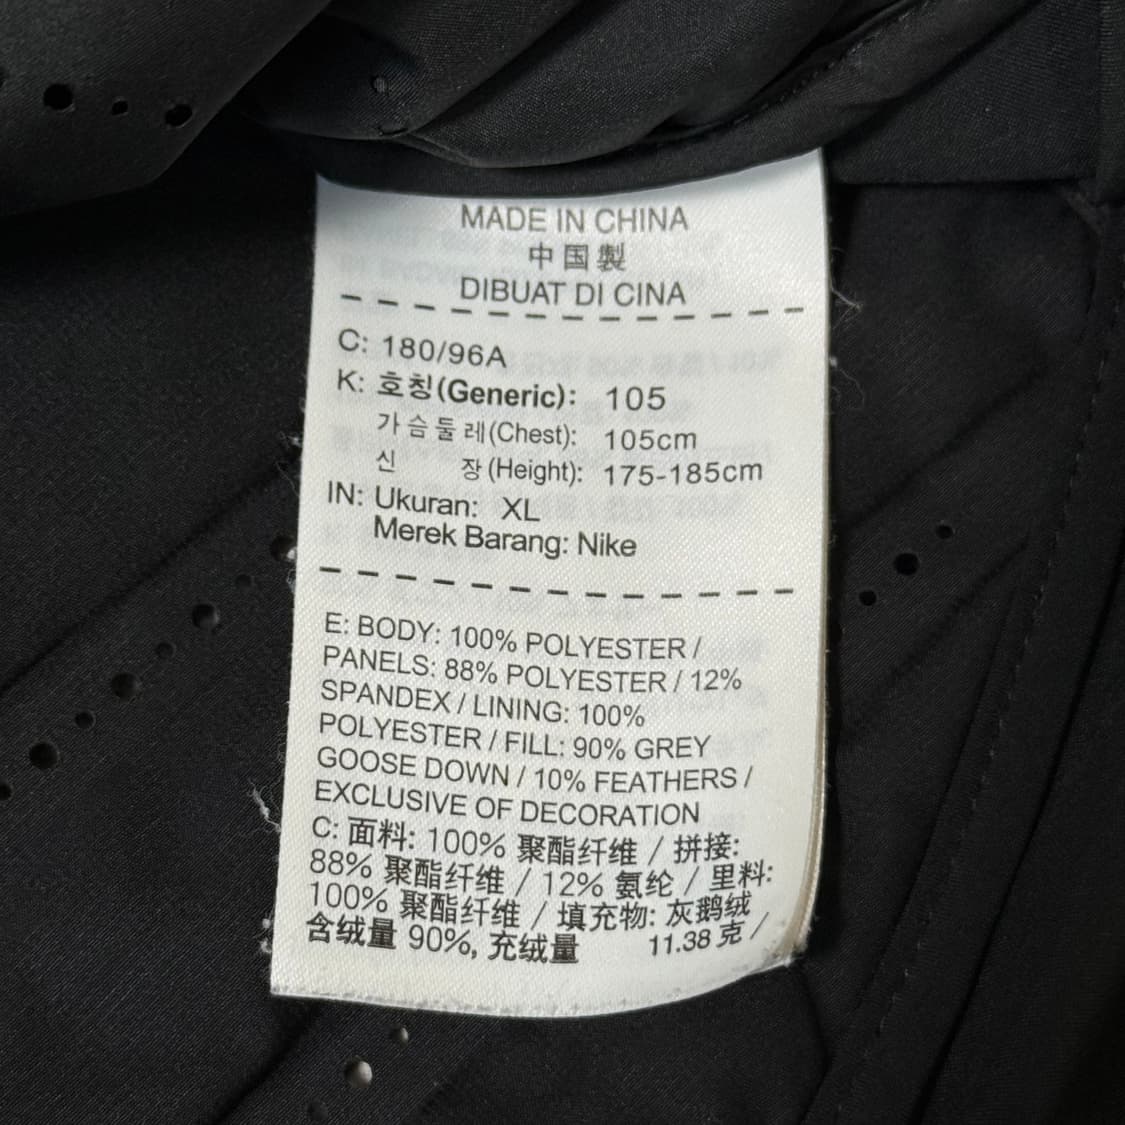 MADE IN CHINA
中国製
DIBUAT DI CINA
C: 180/96A
K: 호칭(Generic): 105
가슴둘레(Chest): 105cm
신 장(Height): 175-185cm
IN: Ukuran: XL
Merek Barang: Nike
E: BODY: 100% POLYESTER /
PANELS: 88% POLYESTER / 12%
SPANDEX / LINING: 100%
POLYESTER / FILL: 90% GREY
GOOSE DOWN / 10% FEATHERS /
EXCLUSIVE OF DECORATION
C: 面料: 100% 聚酯纤维 / 拼接:
88% 聚酯纤维 / 12% 氨纶 / 里料:
100% 聚酯纤维 / 填充物: 灰鹅绒
含绒量 90%, 充绒量 11.38 克 /